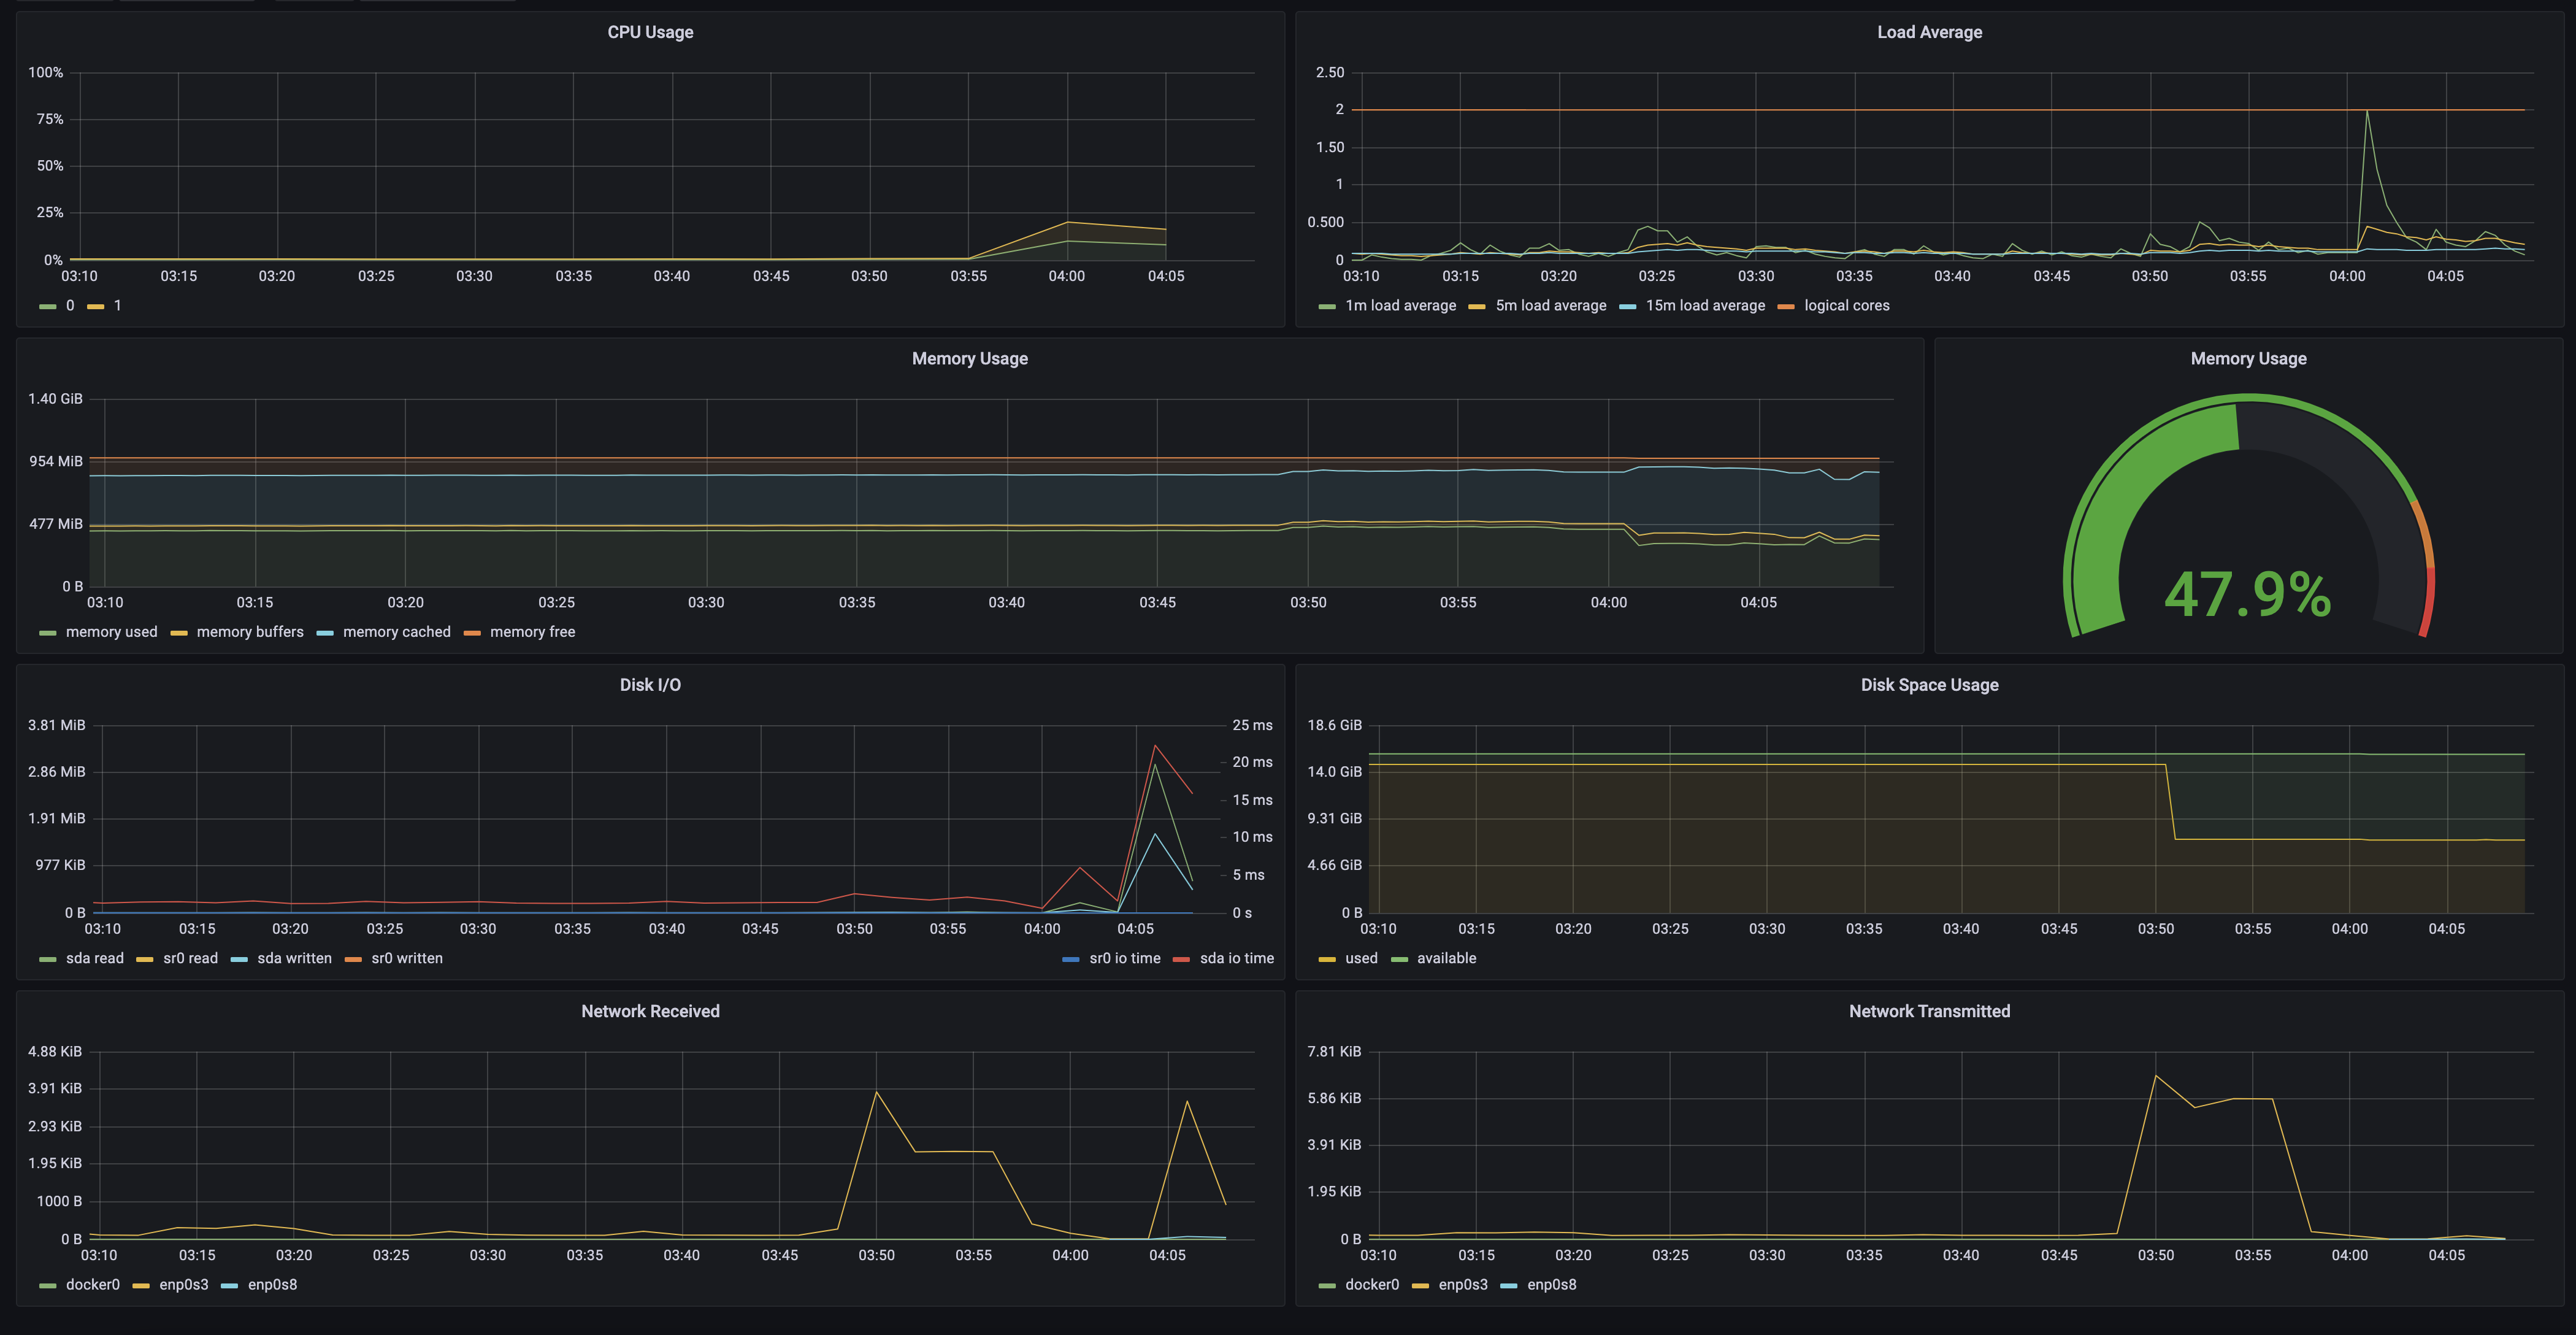 CPU Usage
100%
75%
50%
25%
0%
03:10 03:15 03:20 03:25 03:30 03:35 03:40 03:45 03:50 03:55 04:00 04:05
0 1
Load Average
2.50
2
1.50
1
0.500
0
03:10 03:15 03:20 03:25 03:30 03:35 03:40 03:45 03:50 03:55 04:00 04:05
1m load average 5m load average 15m load average logical cores
Memory Usage
1.40 GiB
954 MiB
477 MiB
0 B
03:10 03:15 03:20 03:25 03:30 03:35 03:40 03:45 03:50 03:55 04:00 04:05
memory used memory buffers memory cached memory free
Memory Usage
47.9%
Disk I/O
3.81 MiB 25 ms
2.86 MiB 20 ms
15 ms
1.91 MiB 10 ms
977 KiB 5 ms
0 B 0 s
03:10 03:15 03:20 03:25 03:30 03:35 03:40 03:45 03:50 03:55 04:00 04:05
sda read sr0 read sda written sr0 written sr0 io time sda io time
Disk Space Usage
18.6 GiB
14.0 GiB
9.31 GiB
4.66 GiB
0 B
03:10 03:15 03:20 03:25 03:30 03:35 03:40 03:45 03:50 03:55 04:00 04:05
used available
Network Received
4.88 KiB
3.91 KiB
2.93 KiB
1.95 KiB
1000 B
0 B
03:10 03:15 03:20 03:25 03:30 03:35 03:40 03:45 03:50 03:55 04:00 04:05
docker0 enp0s3 enp0s8
Network Transmitted
7.81 KiB
5.86 KiB
3.91 KiB
1.95 KiB
0 B
03:10 03:15 03:20 03:25 03:30 03:35 03:40 03:45 03:50 03:55 04:00 04:05
docker0 enp0s3 enp0s8